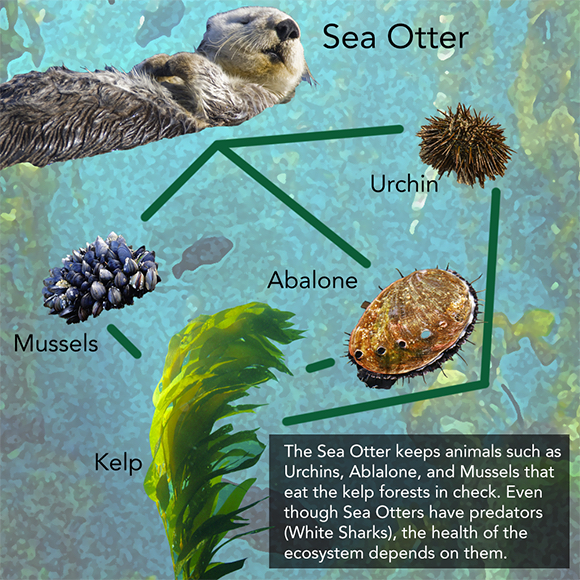 Sea Otter
Urchin
Abalone
Mussels
Kelp
The Sea Otter keeps animals such as
Urchins, Ablalone, and Mussels that
eat the kelp forests in check. Even
though Sea Otters have predators
(White Sharks), the health of the
ecosystem depends on them.